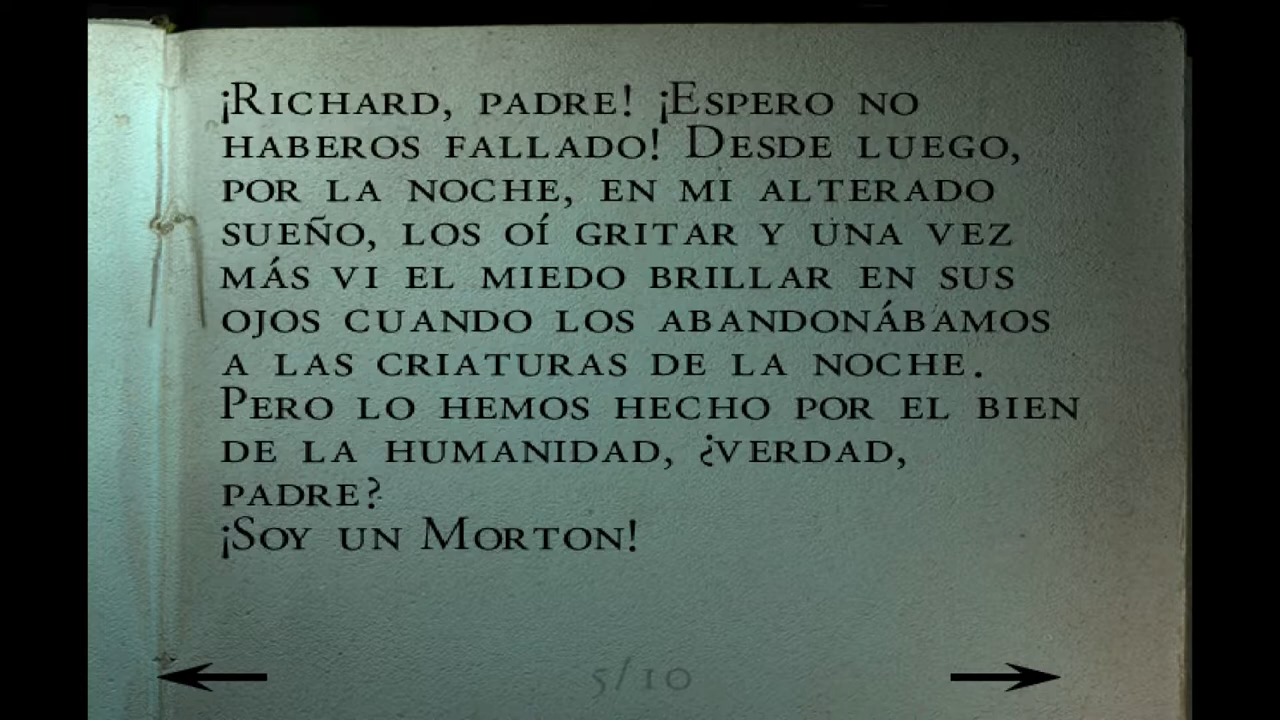 ¡Richard, padre! ¡Espero no
haberos fallado! Desde luego,
por la noche, en mi alterado
sueño, los oí gritar y una vez
más vi el miedo brillar en sus
ojos cuando los abandonábamos
a las criaturas de la noche.
Pero lo hemos hecho por el bien
de la humanidad, ¿verdad,
padre?
¡Soy un Morton!
5/10